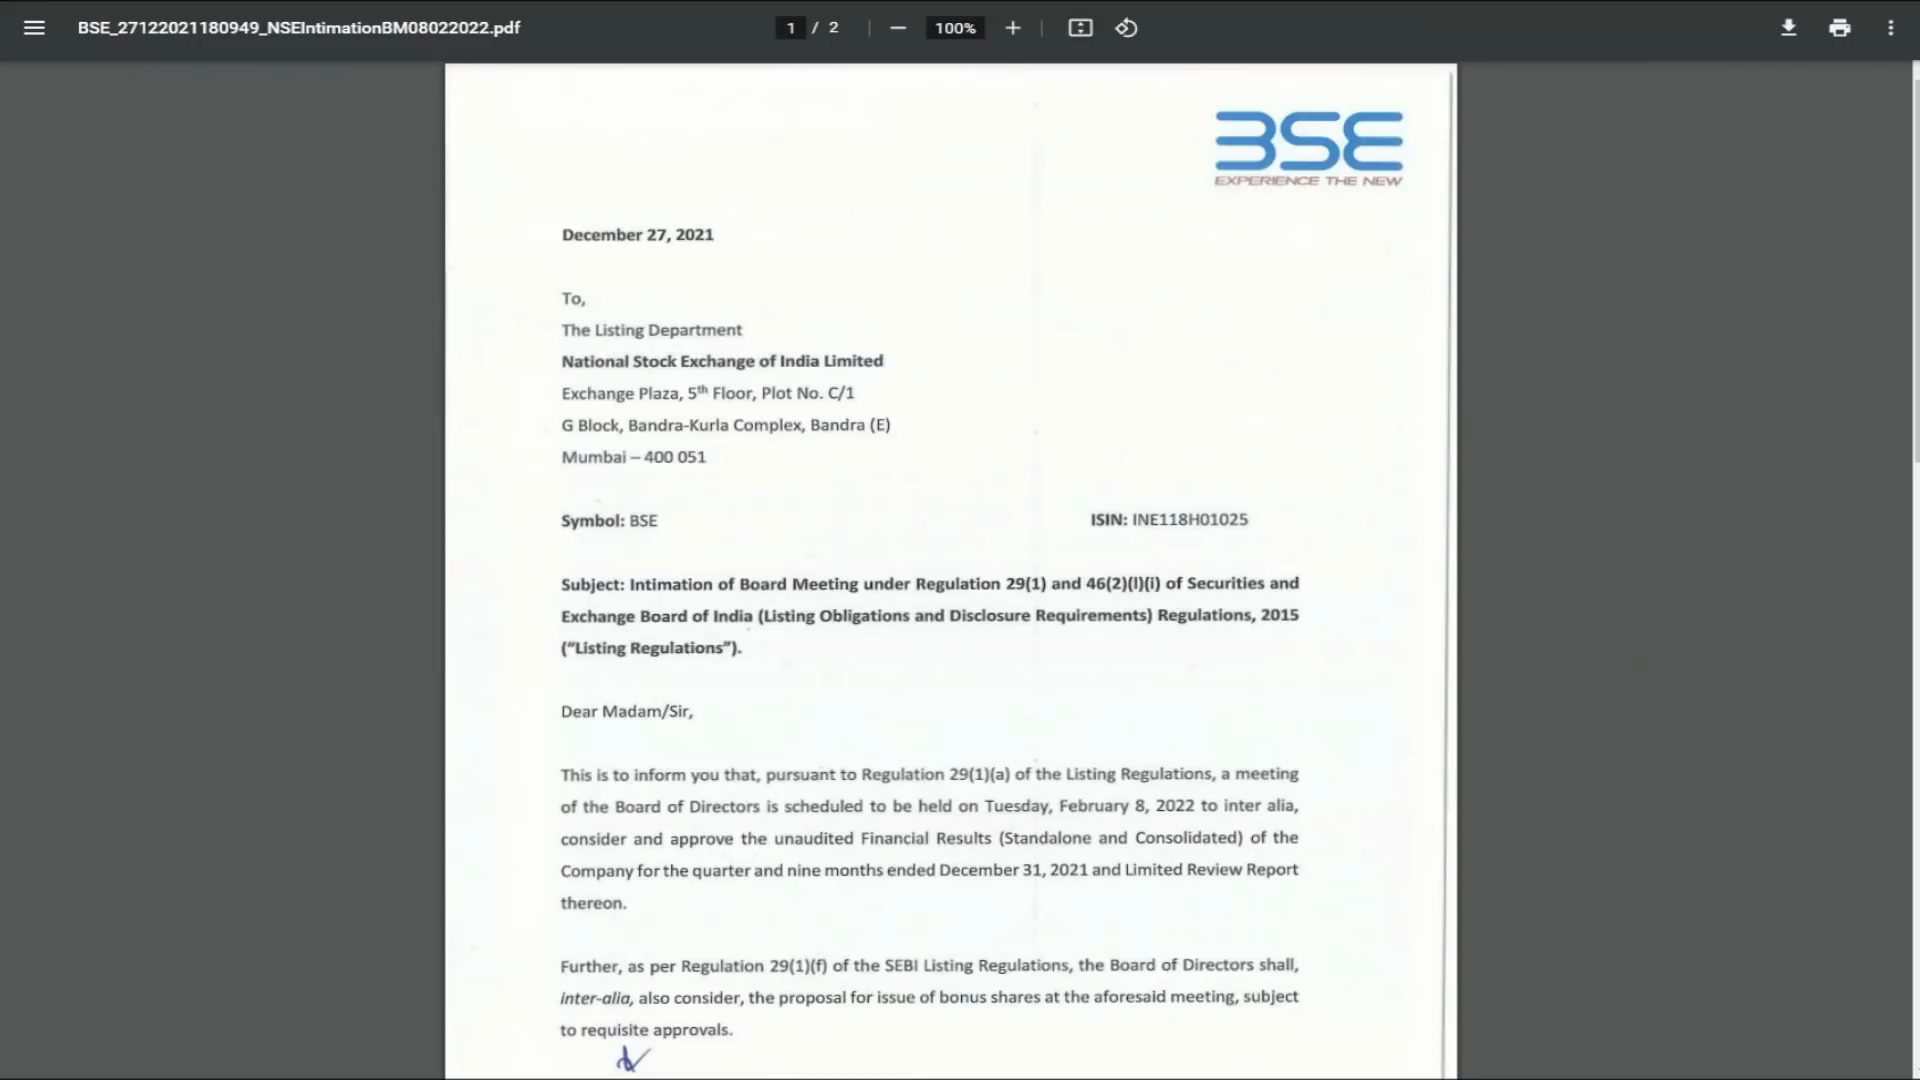 BSE_27122021180949_NSEIntimationBM08022022.pdf
1 / 2
100%
BSE
EXPERIENCE THE NEW
December 27, 2021
To,
The Listing Department
National Stock Exchange of India Limited
Exchange Plaza, 5th Floor, Plot No. C/1
G Block, Bandra-Kurla Complex, Bandra (E)
Mumbai – 400 051
Symbol: BSE ISIN: INE118H01025
Subject: Intimation of Board Meeting under Regulation 29(1) and 46(2)(l)(i) of Securities and
Exchange Board of India (Listing Obligations and Disclosure Requirements) Regulations, 2015
(“Listing Regulations”).
Dear Madam/Sir,
This is to inform you that, pursuant to Regulation 29(1)(a) of the Listing Regulations, a meeting
of the Board of Directors is scheduled to be held on Tuesday, February 8, 2022 to inter alia,
consider and approve the unaudited Financial Results (Standalone and Consolidated) of the
Company for the quarter and nine months ended December 31, 2021 and Limited Review Report
thereon.
Further, as per Regulation 29(1)(f) of the SEBI Listing Regulations, the Board of Directors shall,
inter-alia, also consider, the proposal for issue of bonus shares at the aforesaid meeting, subject
to requisite approvals.